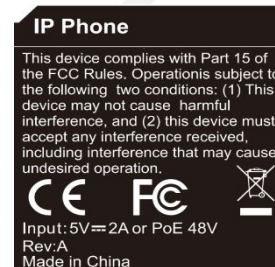 IP Phone
This device complies with Part 15 of
the FCC Rules. Operationis subject to
the following two conditions: (1) This
device may not cause harmful
interference, and (2) this device must
accept any interference received,
including interference that may cause
undesired operation.
CE FC
Input:5V⎓2A or PoE 48V
Rev:A
Made in China